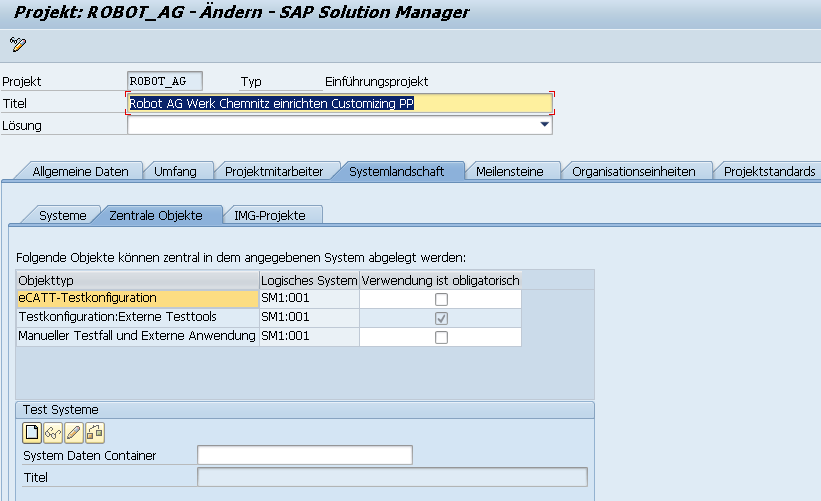 Projekt: ROBOT_AG - Ändern - SAP Solution Manager
Projekt ROBOT_AG Typ Einführungsprojekt
Titel Robot AG Werk Chemnitz einrichten Customizing PP
Lösung
Allgemeine Daten Umfang Projektmitarbeiter Systemlandschaft Meilensteine Organisationseinheiten Projektstandards
Systeme Zentrale Objekte IMG-Projekte
Folgende Objekte können zentral in dem angegebenen System abgelegt werden:
Objekttyp Logisches System Verwendung ist obligatorisch
eCATT-Testkonfiguration SM1:001
Testkonfiguration:Externe Testtools SM1:001
Manueller Testfall und Externe Anwendung SM1:001
Test Systeme
System Daten Container
Titel